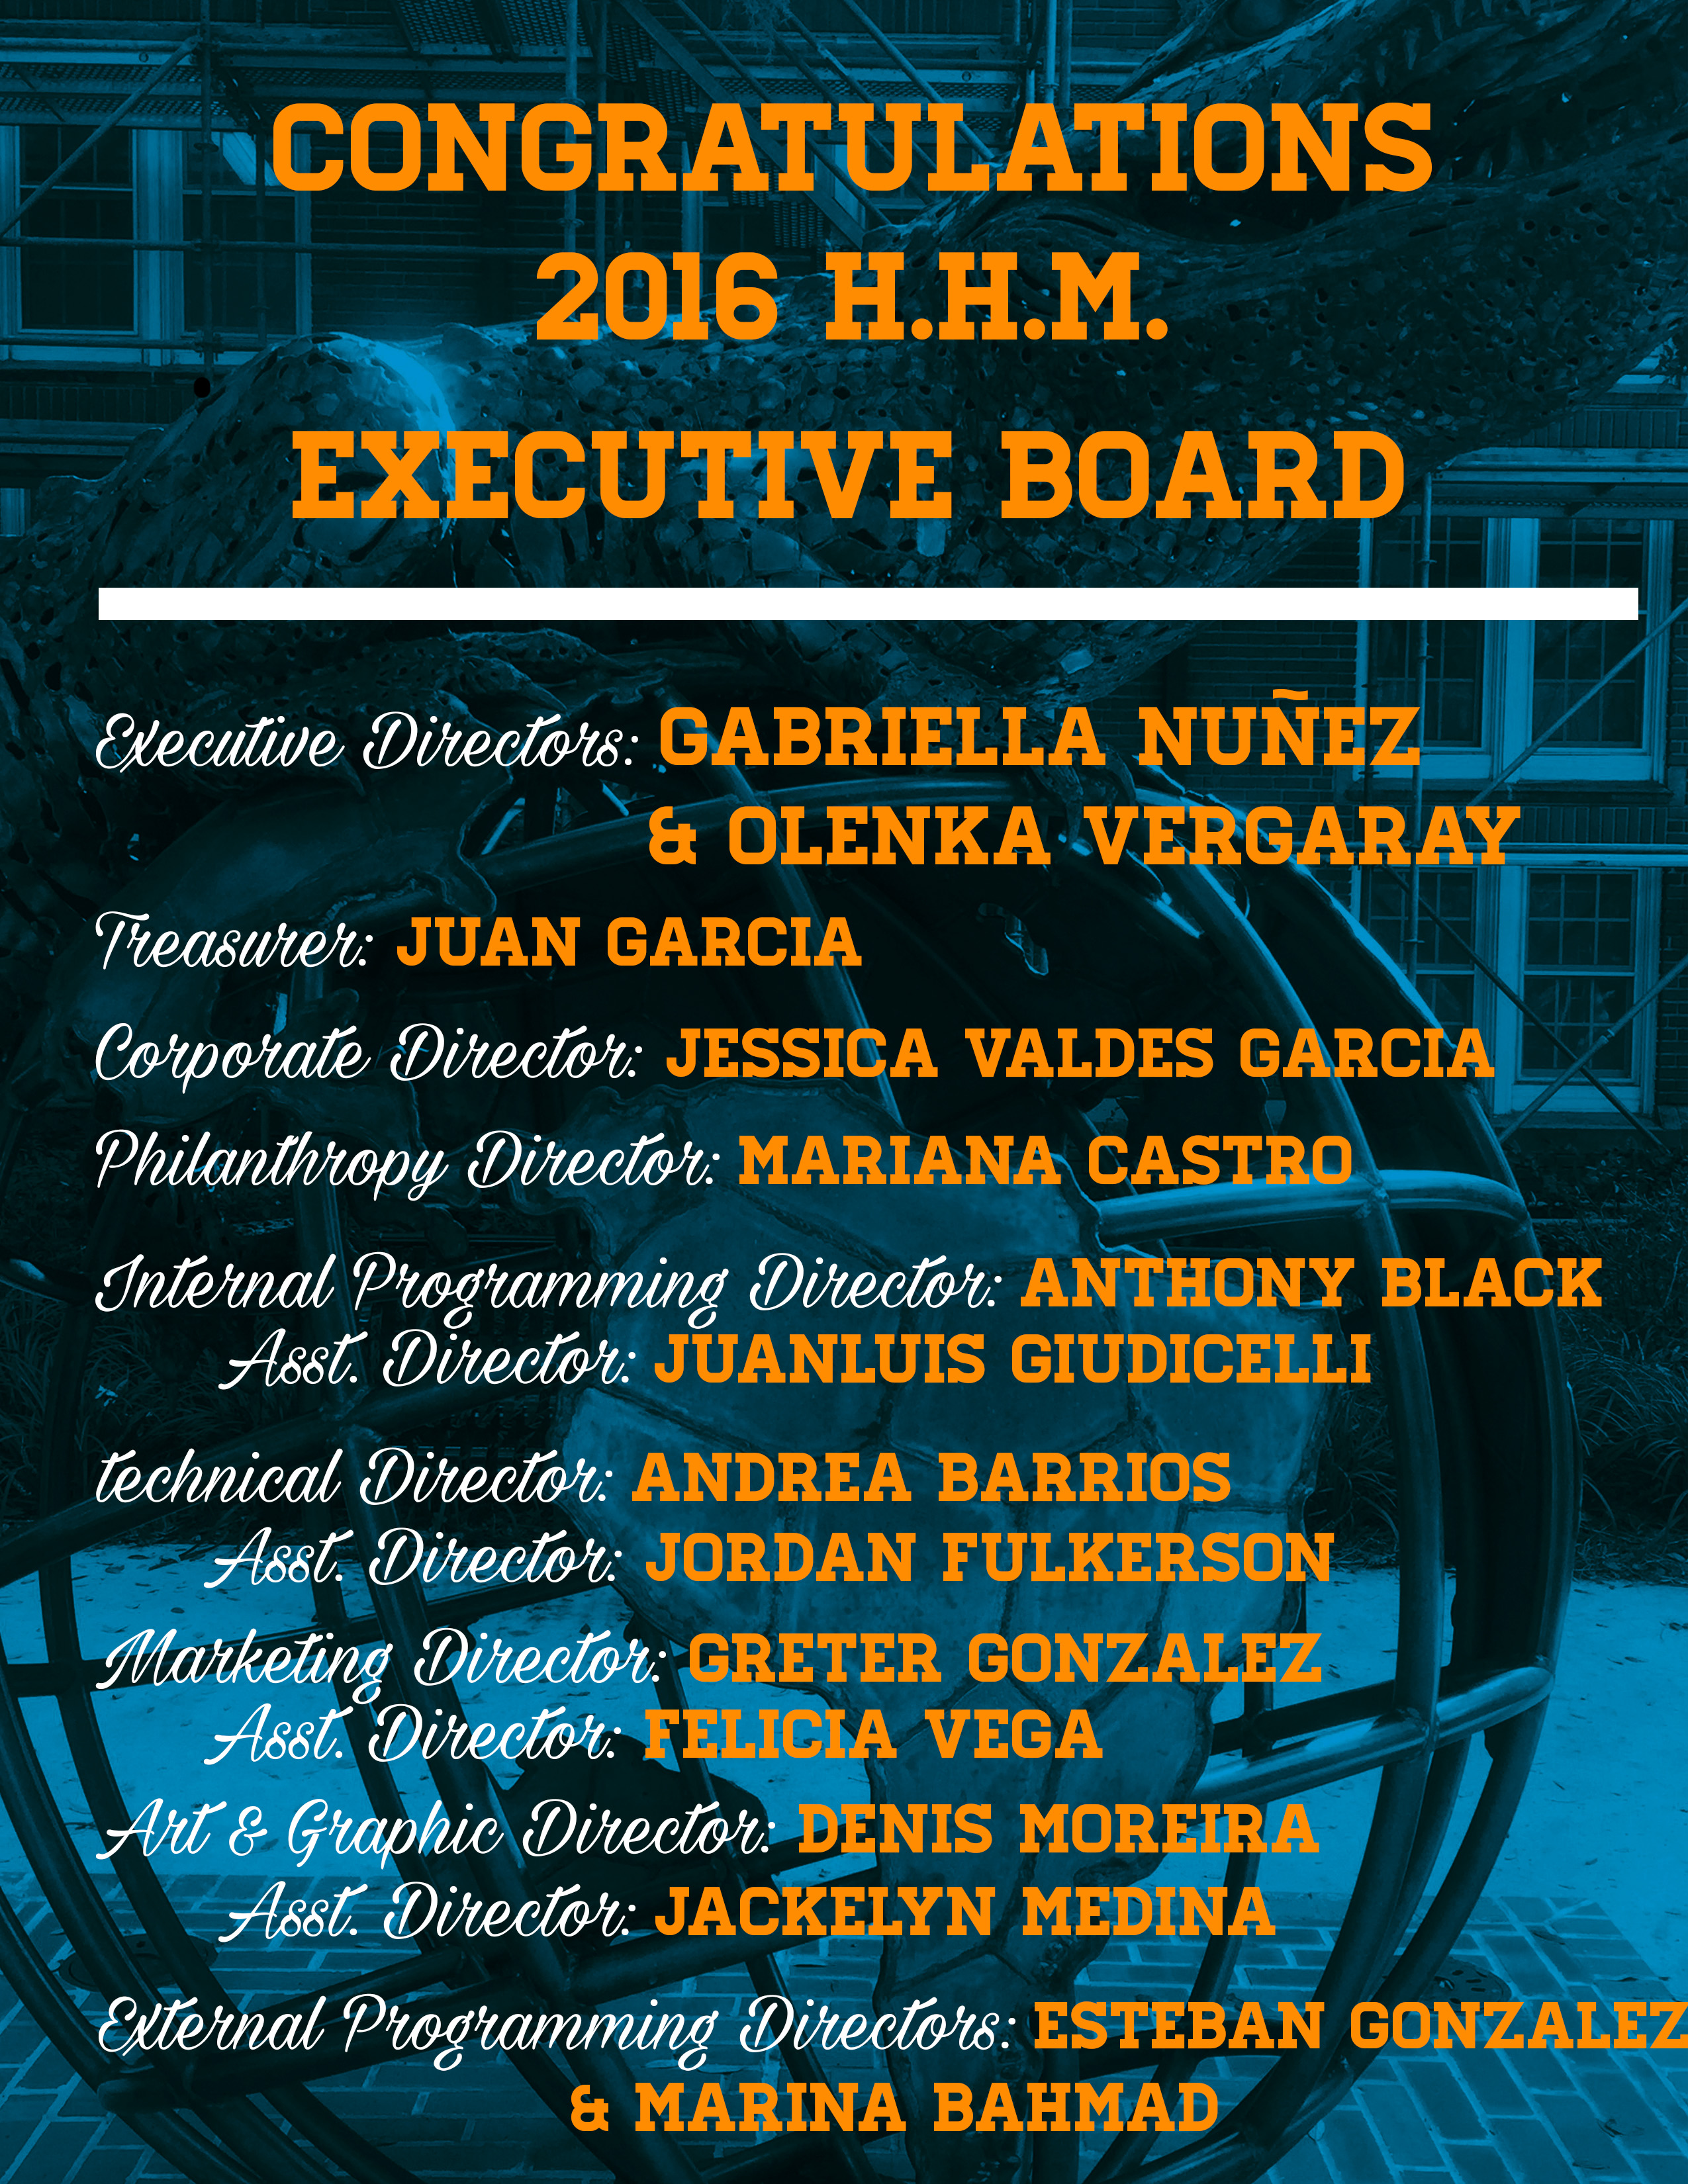 CONGRATULATIONS
2016 H.H.M.
EXECUTIVE BOARD
Executive Directors: GABRIELLA NUÑEZ
& OLENKA VERGARAY
Treasurer: JUAN GARCIA
Corporate Director: JESSICA VALDES GARCIA
Philanthropy Director: MARIANA CASTRO
Internal Programming Director: ANTHONY BLACK
Asst. Director: JUANLUIS GIUDICELLI
technical Director: ANDREA BARRIOS
Asst. Director: JORDAN FULKERSON
Marketing Director: GRETER GONZALEZ
Asst. Director: FELICIA VEGA
Art & Graphic Director: DENIS MOREIRA
Asst. Director: JACKELYN MEDINA
External Programming Directors: ESTEBAN GONZALEZ
& MARINA BAHMAD